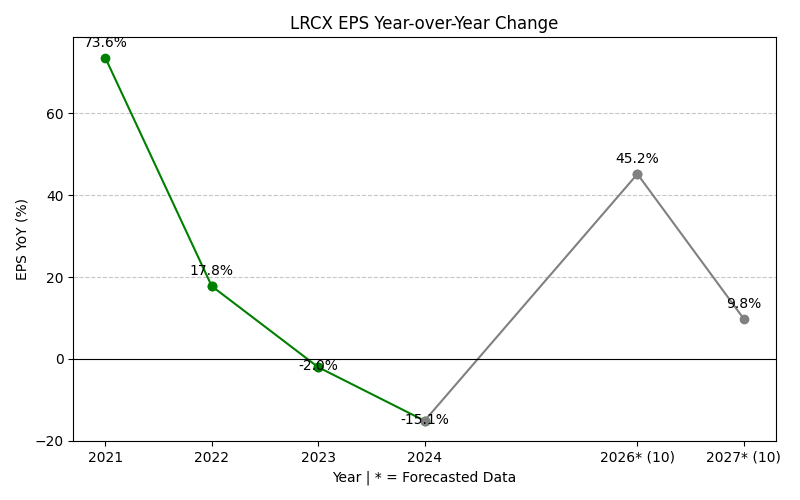 LRCX EPS Year-over-Year Change
73.6%
60
45.2%
40
EPS YoY (%)
20
17.8%
9.8%
0
-2.0%
-15.1%
−20
2021 2022 2023 2024 2026* (10) 2027* (10)
Year | * = Forecasted Data